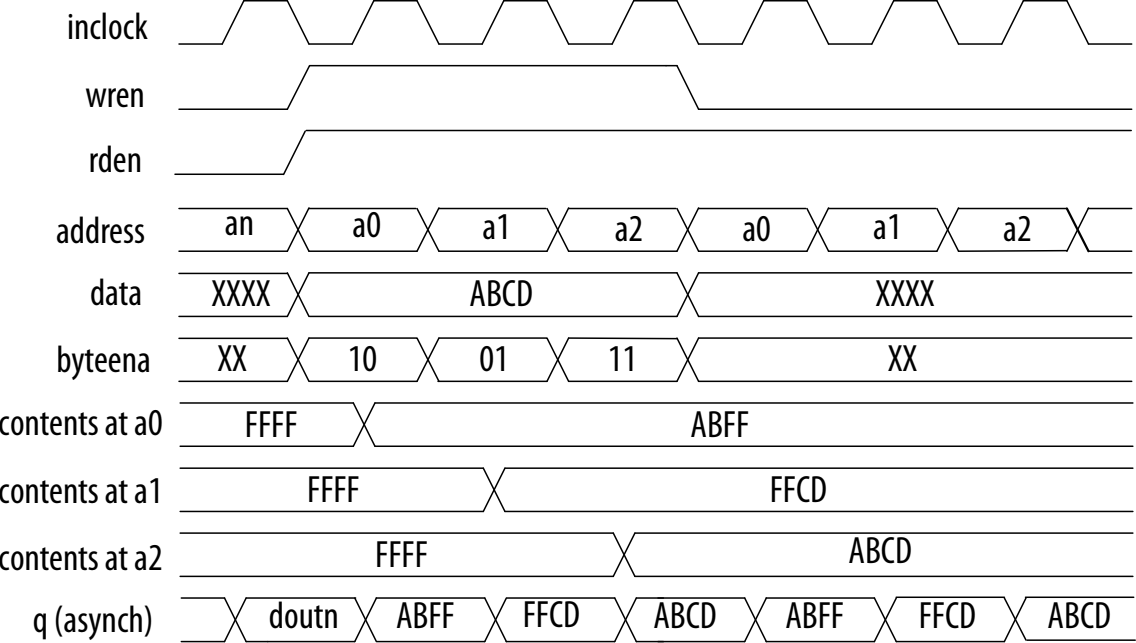 inclock
wren
rden
address an a0 a1 a2 a0 a1 a2
data XXXX ABCD XXXX
byteena XX 10 01 11 XX
contents at a0 FFFF ABFF
contents at a1 FFFF FFCD
contents at a2 FFFF ABCD
q (asynch) doutn ABFF FFCD ABCD ABFF FFCD ABCD